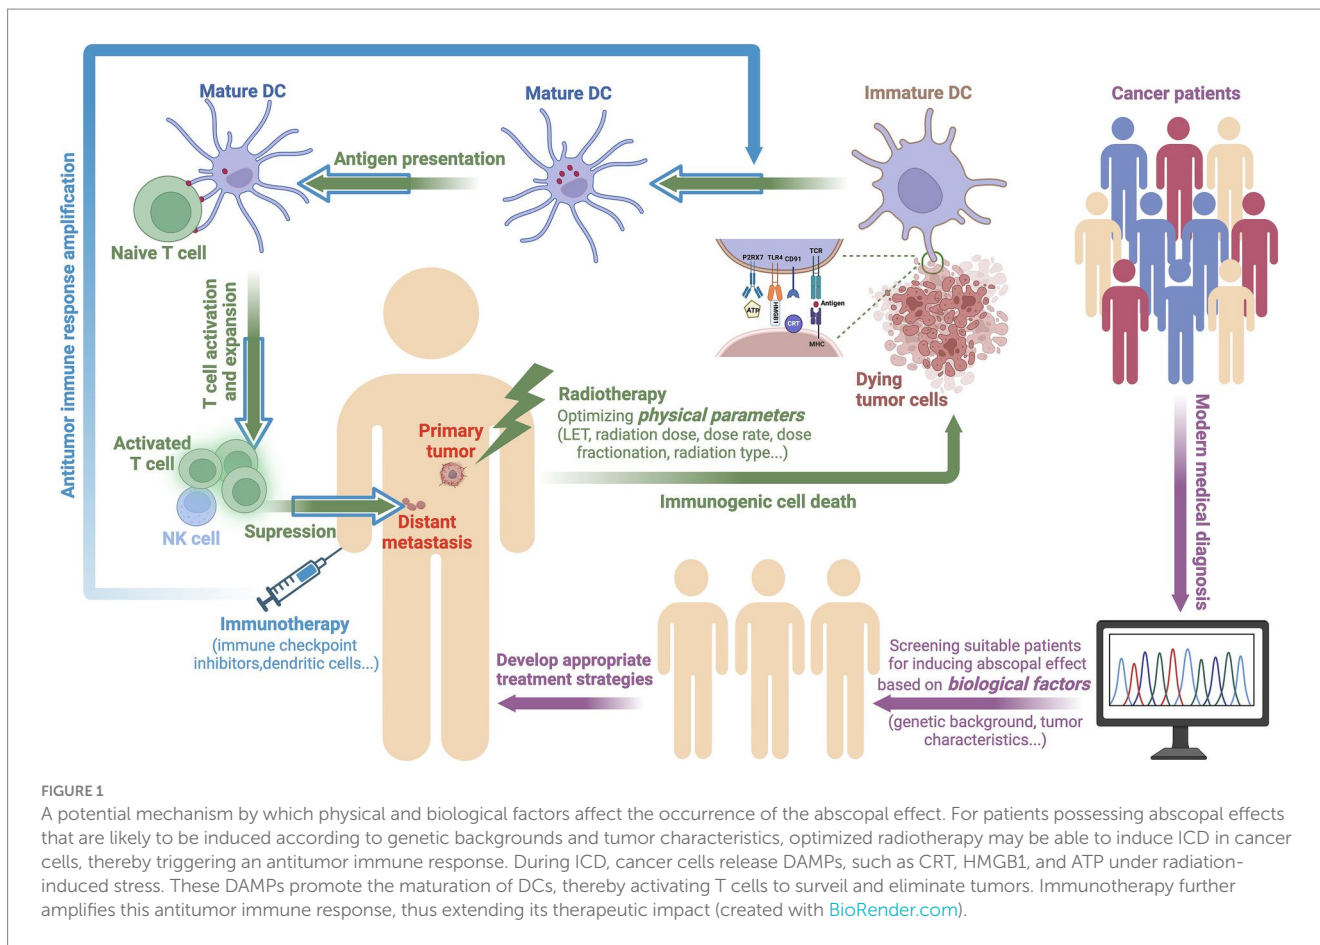 Mature DC
Mature DC
Immature DC
Cancer patients
Antigen presentation
Naive T cell
Antitumor immune response amplification
T cell activation
and expansion
P2RX7 TLR4 CD91 TCR
ATP
HMGB1
CRT
Antigen
MHC
Dying
tumor cells
Radiotherapy
Optimizing physical parameters
(LET, radiation dose, dose rate, dose
fractionation, radiation type...)
Primary
tumor
Activated
T cell
NK cell
Supression
Distant
metastasis
Immunogenic cell death
Modern medical diagnosis
Immunotherapy
(immune checkpoint
inhibitors,dendritic cells...)
Develop appropriate
treatment strategies
Screening suitable patients
for inducing abscopal effect
based on biological factors
(genetic background, tumor
characteristics...)
FIGURE 1
A potential mechanism by which physical and biological factors affect the occurrence of the abscopal effect. For patients possessing abscopal effects
that are likely to be induced according to genetic backgrounds and tumor characteristics, optimized radiotherapy may be able to induce ICD in cancer
cells, thereby triggering an antitumor immune response. During ICD, cancer cells release DAMPs, such as CRT, HMGB1, and ATP under radiation-
induced stress. These DAMPs promote the maturation of DCs, thereby activating T cells to surveil and eliminate tumors. Immunotherapy further
amplifies this antitumor immune response, thus extending its therapeutic impact (created with BioRender.com).